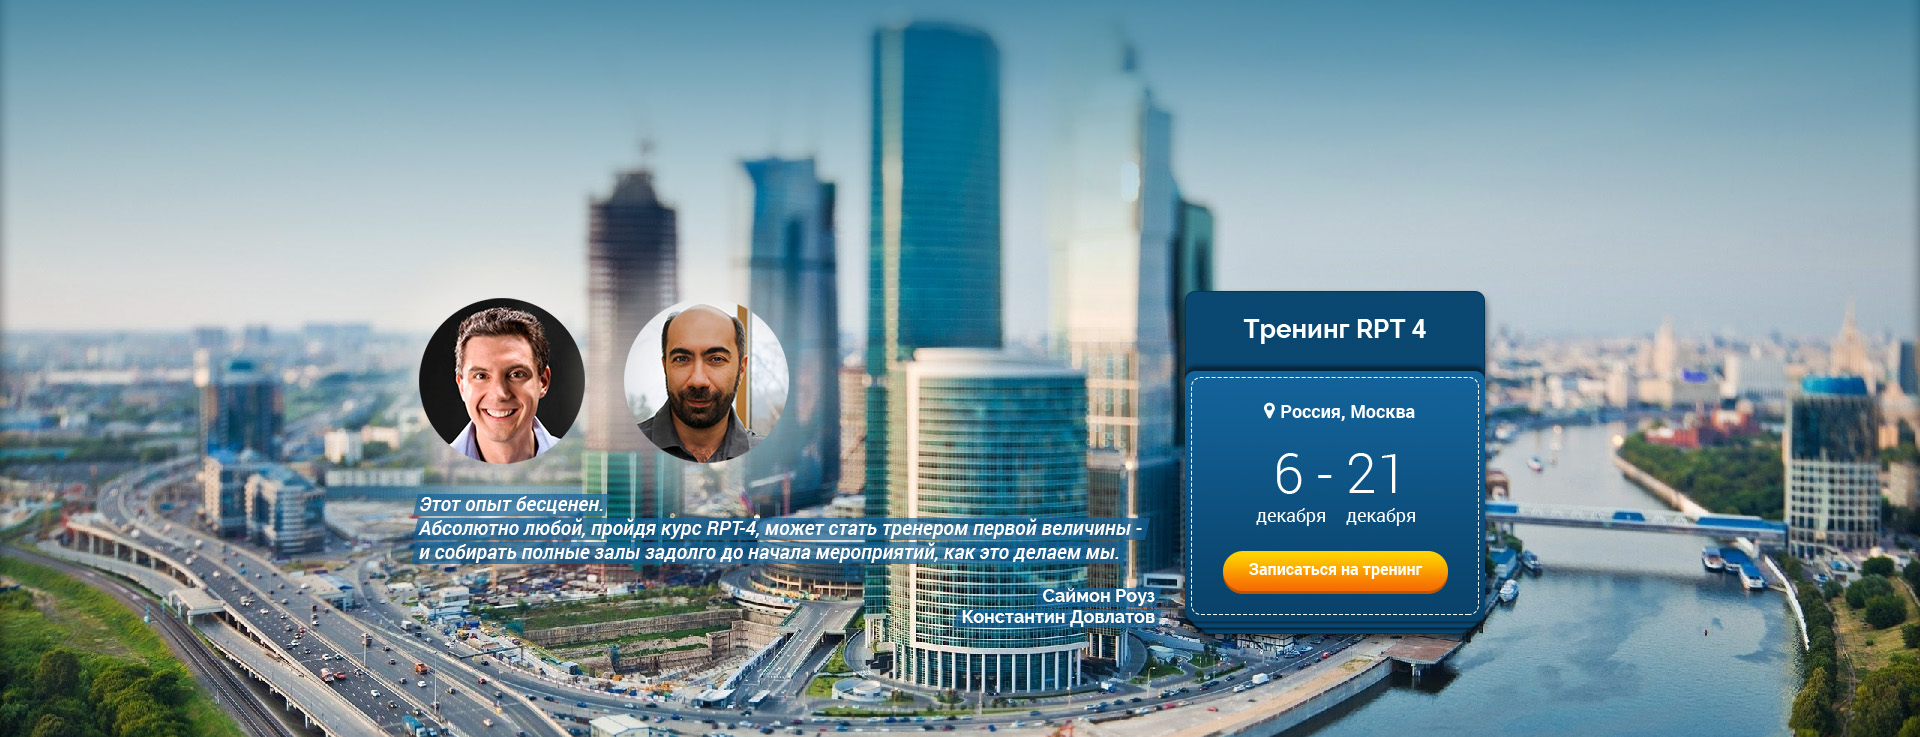 Этот опыт бесценен.
Абсолютно любой, пройдя курс RPT-4, может стать тренером первой величины -
и собирать полные залы задолго до начала мероприятий, как это делаем мы.
Саймон Роуз
Константин Довлатов
Тренинг RPT 4
Россия, Москва
6 - 21
декабря декабря
Записаться на тренинг